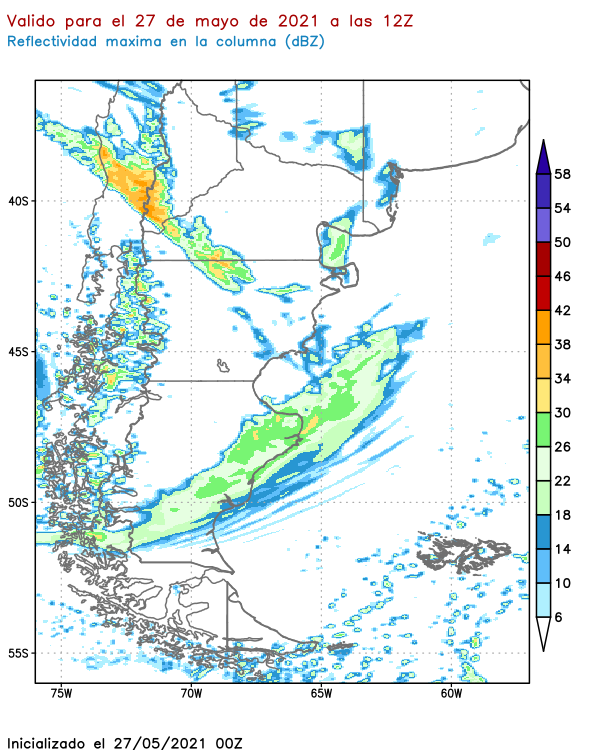 Valido para el 27 de mayo de 2021 a las 12Z
Reflectividad maxima en la columna (dBZ)
58
54
50
46
42
38
34
30
26
22
18
14
10
6
40S
45S
50S
55S
75W 70W 65W 60W
Inicializado el 27/05/2021 00Z